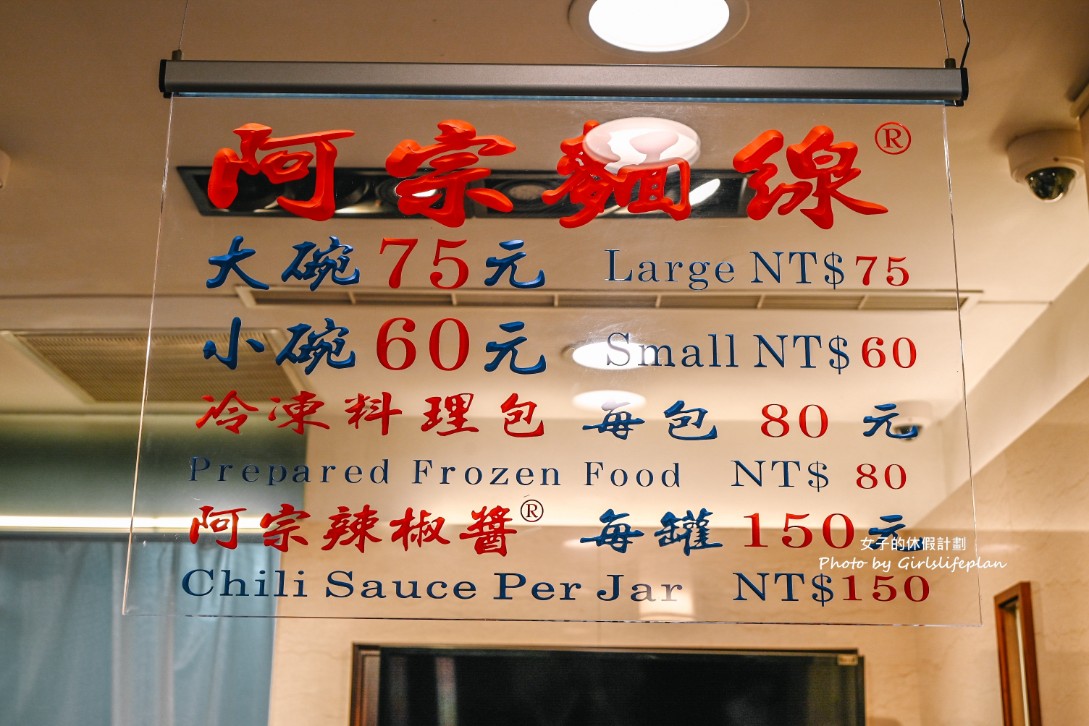 阿宗麵線®
大碗 75元 Large NT$75
小碗 60元 Small NT$60
冷凍料理包 每包 80 元
Prepared Frozen Food NT$ 80
阿宗辣椒醬® 每罐 150元
女子的休假計劃
Photo by Girlslifeplan
Chili Sauce Per Jar NT$150